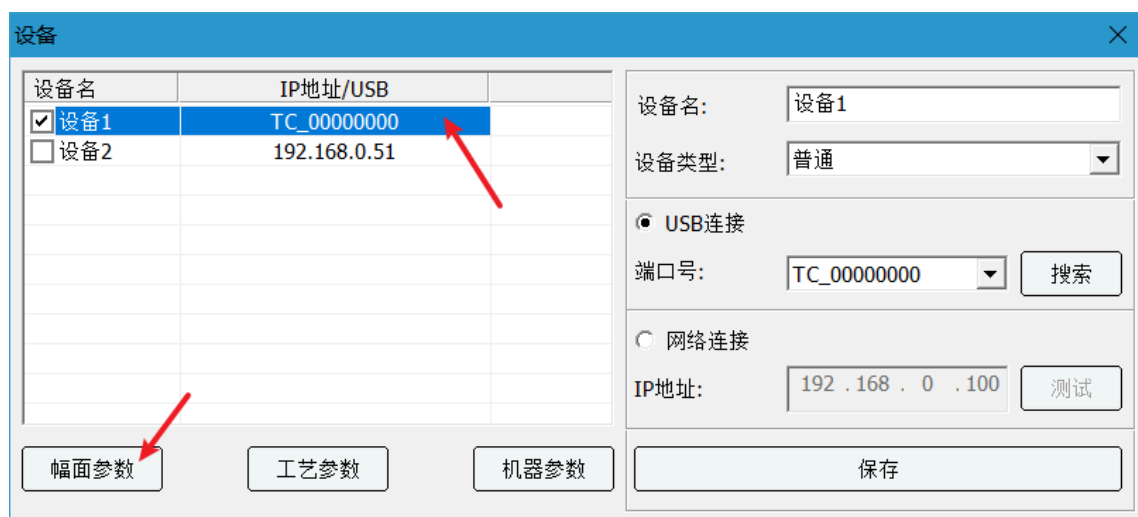 设备
设备名 IP地址/USB
设备1 TC_00000000
设备2 192.168.0.51
幅面参数 工艺参数 机器参数
设备名: 设备1
设备类型: 普通
USB连接
端口号: TC_00000000 搜索
网络连接
IP地址: 192 . 168 . 0 . 100 测试
保存